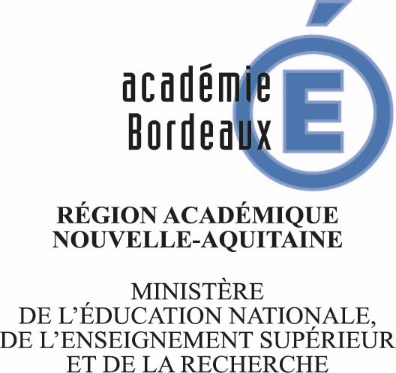 académie
Bordeaux
É
RÉGION ACADÉMIQUE
NOUVELLE-AQUITAINE
MINISTÈRE
DE L'ÉDUCATION NATIONALE,
DE L'ENSEIGNEMENT SUPÉRIEUR
ET DE LA RECHERCHE